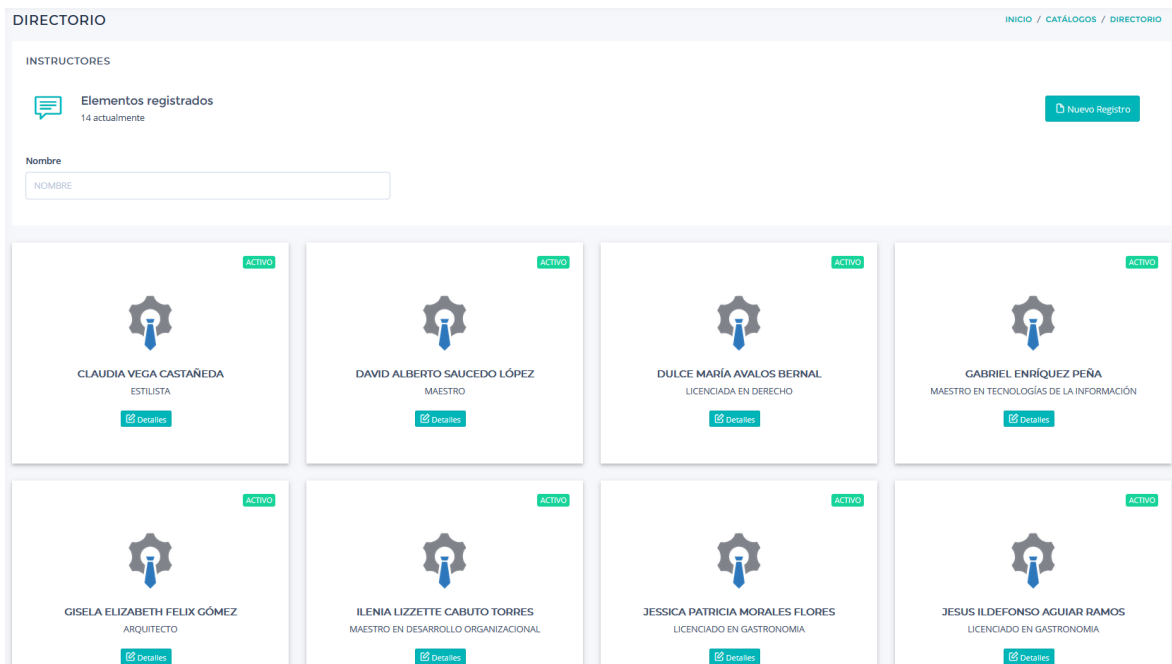 DIRECTORIO
INICIO / CATÁLOGOS / DIRECTORIO
INSTRUCTORES
Elementos registrados
14 actualmente
Nuevo Registro
Nombre
NOMBRE
ACTIVO
CLAUDIA VEGA CASTAÑEDA
ESTILISTA
Detalles
ACTIVO
DAVID ALBERTO SAUCEDO LÓPEZ
MAESTRO
Detalles
ACTIVO
DULCE MARÍA AVALOS BERNAL
LICENCIADA EN DERECHO
Detalles
ACTIVO
GABRIEL ENRÍQUEZ PEÑA
MAESTRO EN TECNOLOGÍAS DE LA INFORMACIÓN
Detalles
ACTIVO
GISELA ELIZABETH FELIX GÓMEZ
ARQUITECTO
Detalles
ACTIVO
ILENIA LIZZETTE CABUTO TORRES
MAESTRO EN DESARROLLO ORGANIZACIONAL
Detalles
ACTIVO
JESSICA PATRICIA MORALES FLORES
LICENCIADO EN GASTRONOMIA
Detalles
ACTIVO
JESUS ILDEFONSO AGUIAR RAMOS
LICENCIADO EN GASTRONOMIA
Detalles